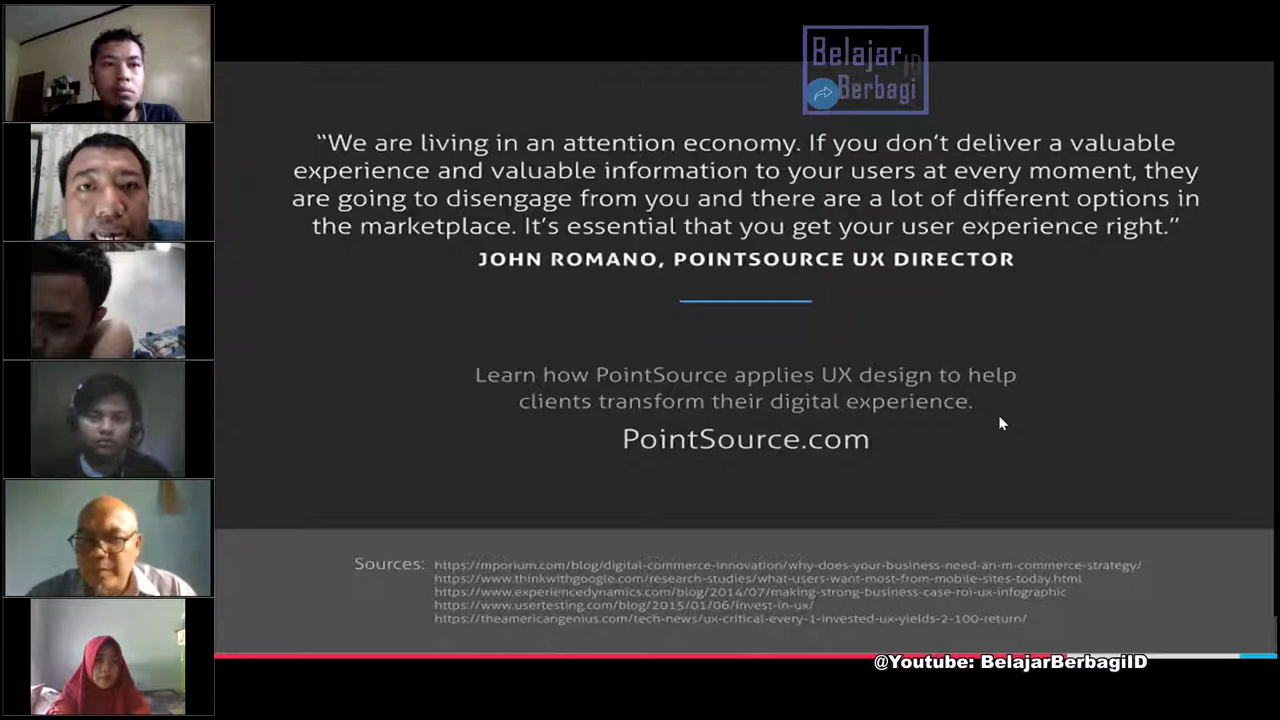 Belajar
ID
Berbagi
“We are living in an attention economy. If you don’t deliver a valuable
experience and valuable information to your users at every moment, they
are going to disengage from you and there are a lot of different options in
the marketplace. It’s essential that you get your user experience right.”
JOHN ROMANO, POINTSOURCE UX DIRECTOR
Learn how PointSource applies UX design to help
clients transform their digital experience.
PointSource.com
Sources:
https://mporium.com/blog/digital-commerce-innovation/why-does-your-business-need-an-m-commerce-strategy/
https://www.thinkwithgoogle.com/research-studies/what-users-want-most-from-mobile-sites-today.html
https://www.experiencedynamics.com/blog/2014/07/making-strong-business-case-roi-ux-infographic
https://www.usertesting.com/blog/2015/01/06/invest-in-ux/
https://theamericangenius.com/tech-news/ux-critical-every-1-invested-ux-yields-2-100-return/
@Youtube: BelajarBerbagiID